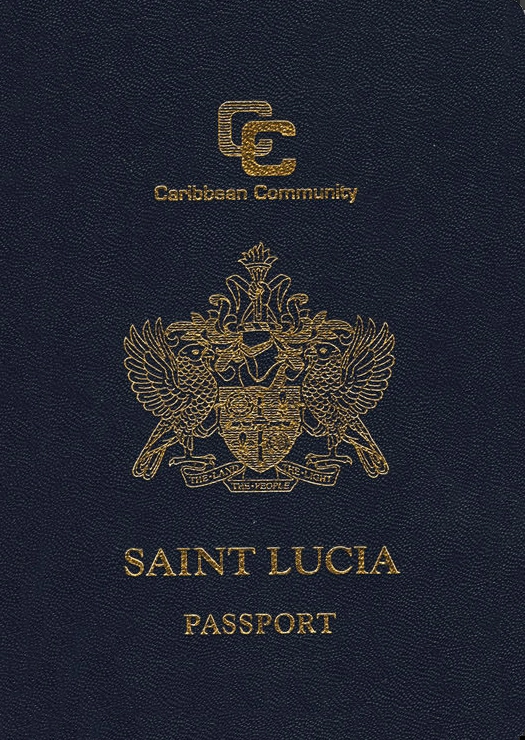 CC
Caribbean Community
THE·LAND THE·LIGHT
THE·PEOPLE
SAINT LUCIA
PASSPORT